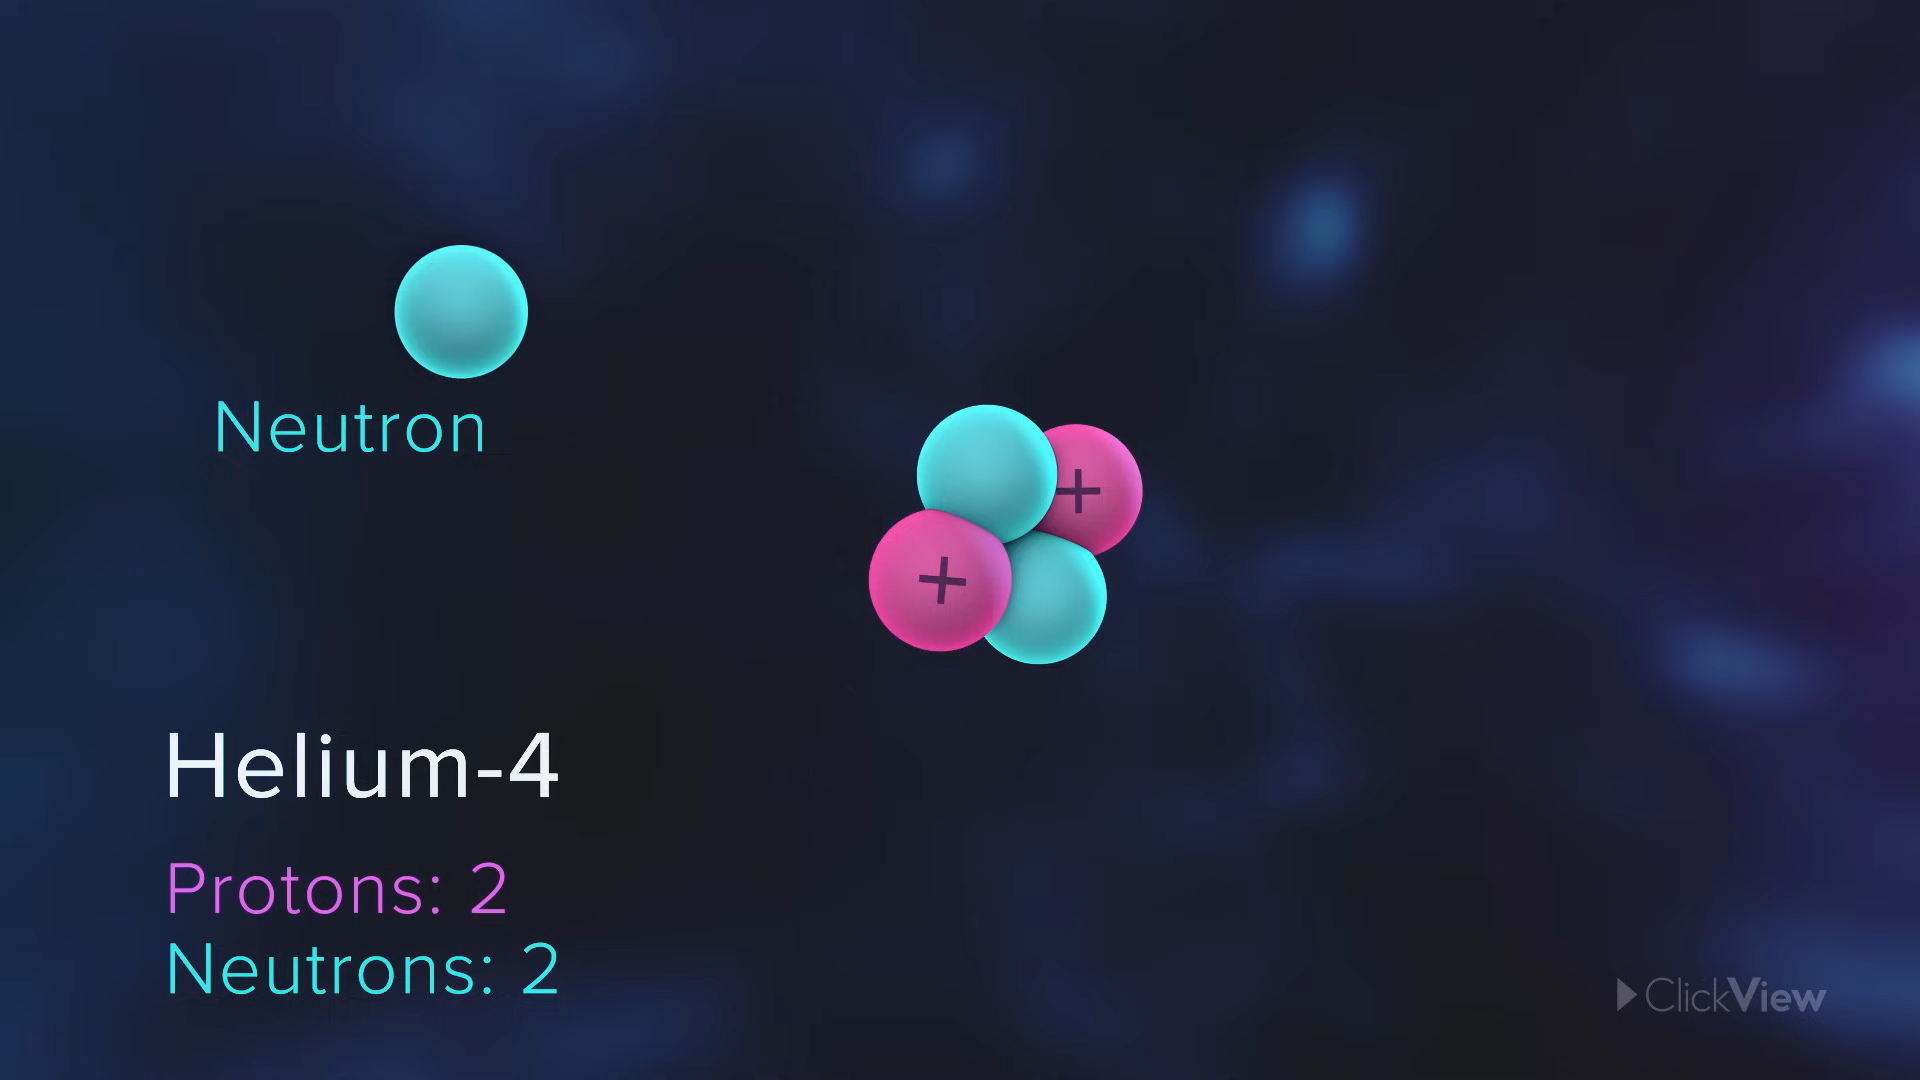 Neutron
+
+
Helium-4
Protons: 2
Neutrons: 2
ClickView